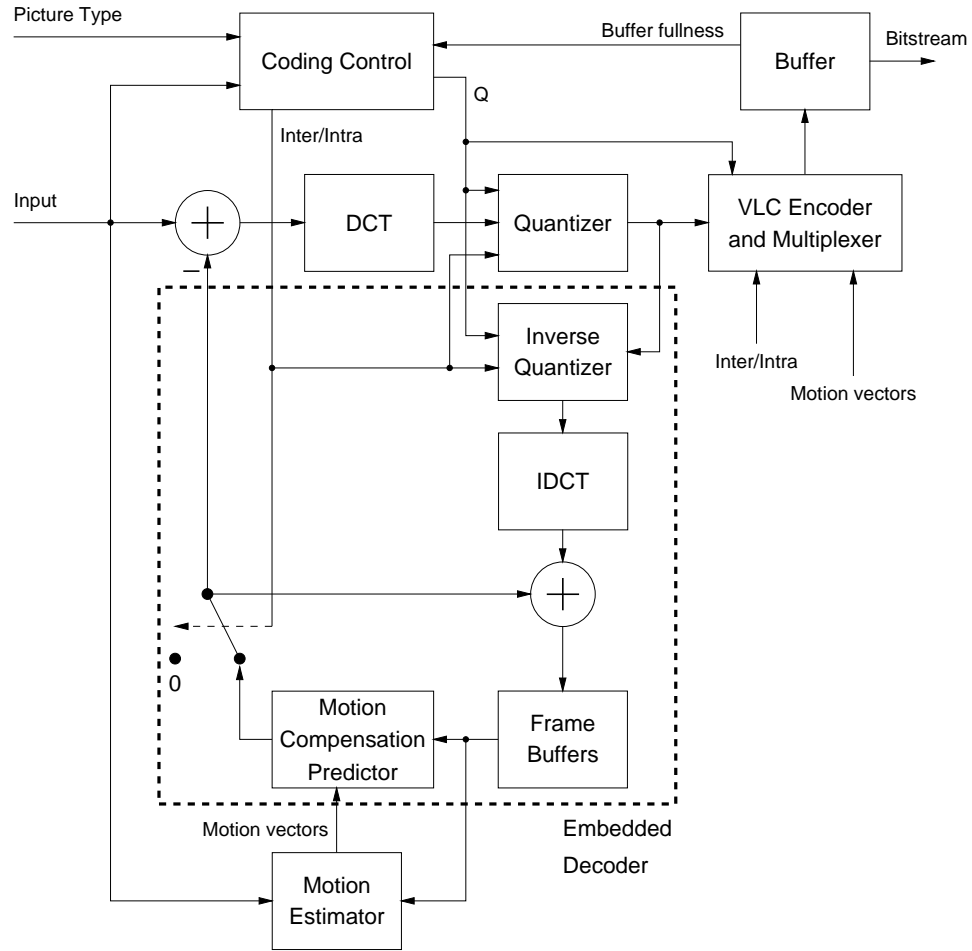 Picture Type
Coding Control
Buffer fullness
Buffer
Bitstream
Q
Inter/Intra
Input
DCT
Quantizer
VLC Encoder
and Multiplexer
Inverse
Quantizer
Inter/Intra
Motion vectors
IDCT
0
Motion
Compensation
Predictor
Frame
Buffers
Motion vectors
Embedded
Decoder
Motion
Estimator